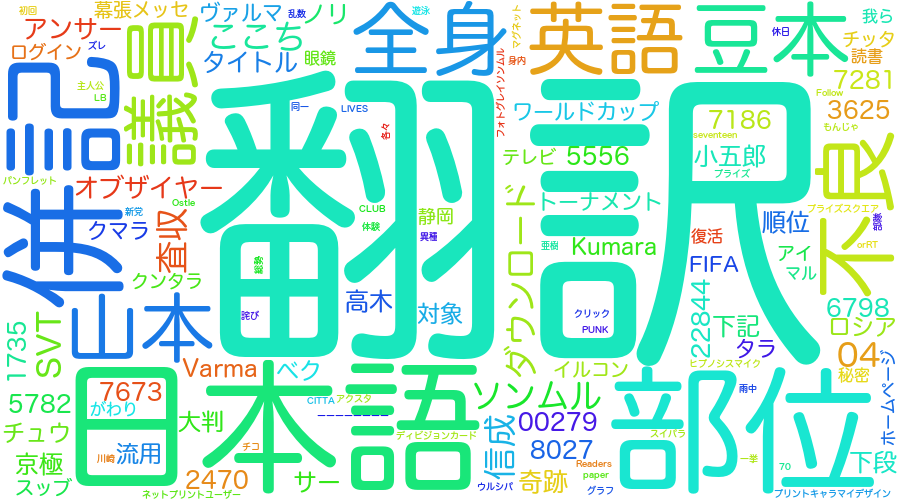 初回
幕張メッセ
ヴァルマ
乱数
ノリ
遊泳
全身
マグネット
英語
豆本
我ら
アンサー
議員
ここち
休日
チッタ
ログイン
ズレ
タイトル
眼鏡
身内
読書
併記
主人公
LB
翻訳
同一
LIVES
フォトグレイソンムル
ワールドカップ
7186
Follow
7281
3625
各々
seventeen
もんじゃ
不良
テレビ
5556
小五郎
プライズ
パンフレット
オブザイヤー
Ostle
トーナメント
プライズスクエア
新党
CLUB
静岡
体験
ダウンロード
順位
クマラ
査収
異種
亜樹
Kumara
復活
orRT
アイ
マル
FIFA
クンタラ
巨本
高木
対象
詫び
クリック
PUNK
22844
下記
6798
ロシア
タラ
1735
SVT
Varma
ベク
イルコン
ヒプノシスマイク
04
秘密
ホームページ
日本語
7673
がわり
5782
大判
CITTA
アクスタ
ソンムル
部位
雨中
チュウ
00279
川崎
流用
チコ
ディビジョンカード
信成
8027
スイパラ
一挙
京極
2470
サー
Readers
70
下段
スッブ
ウルシバ
奇跡
paper
グラフ
ネットプリントユーザー
プリントキャラマイデザイン